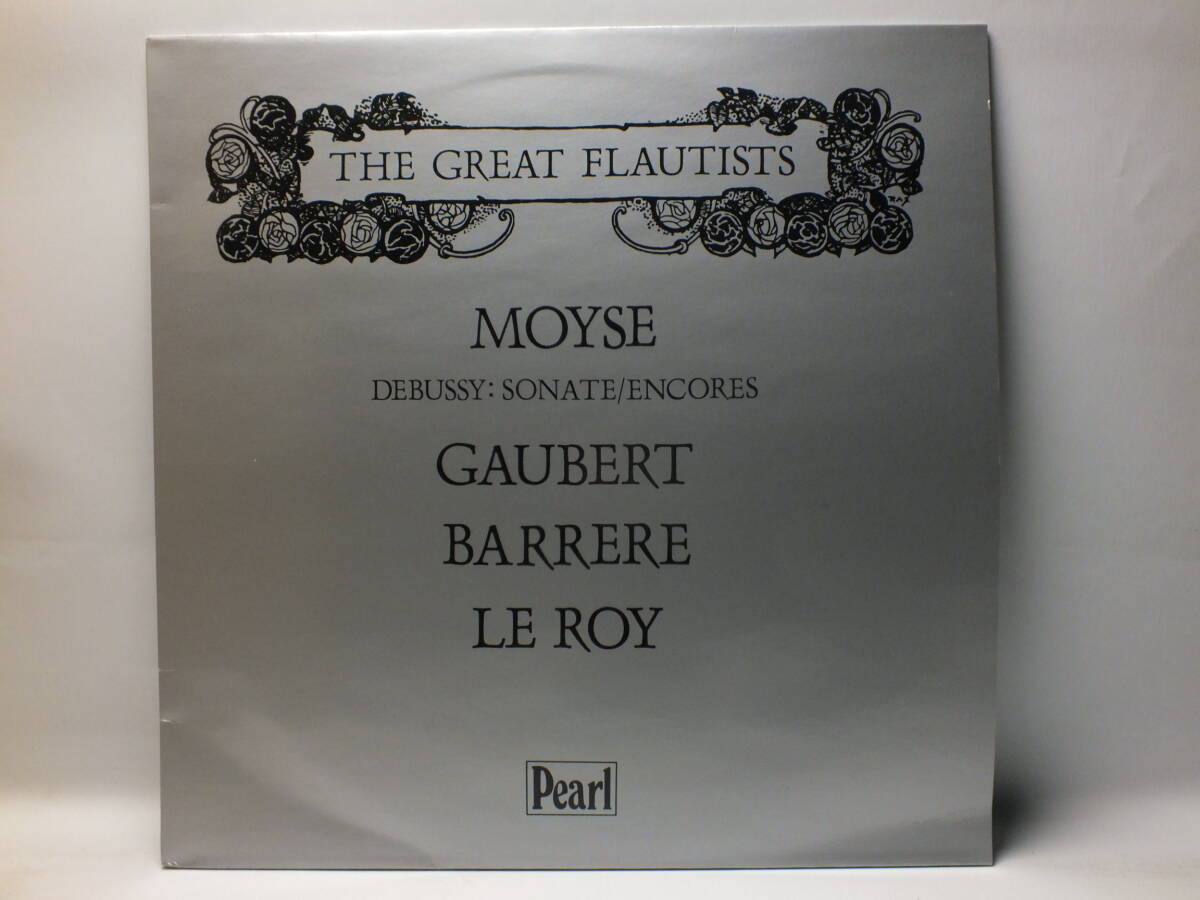 THE GREAT FLAUTISTS
MOYSE
DEBUSSY: SONATE/ENCORES
GAUBERT
BARRERE
LE ROY
Pearl